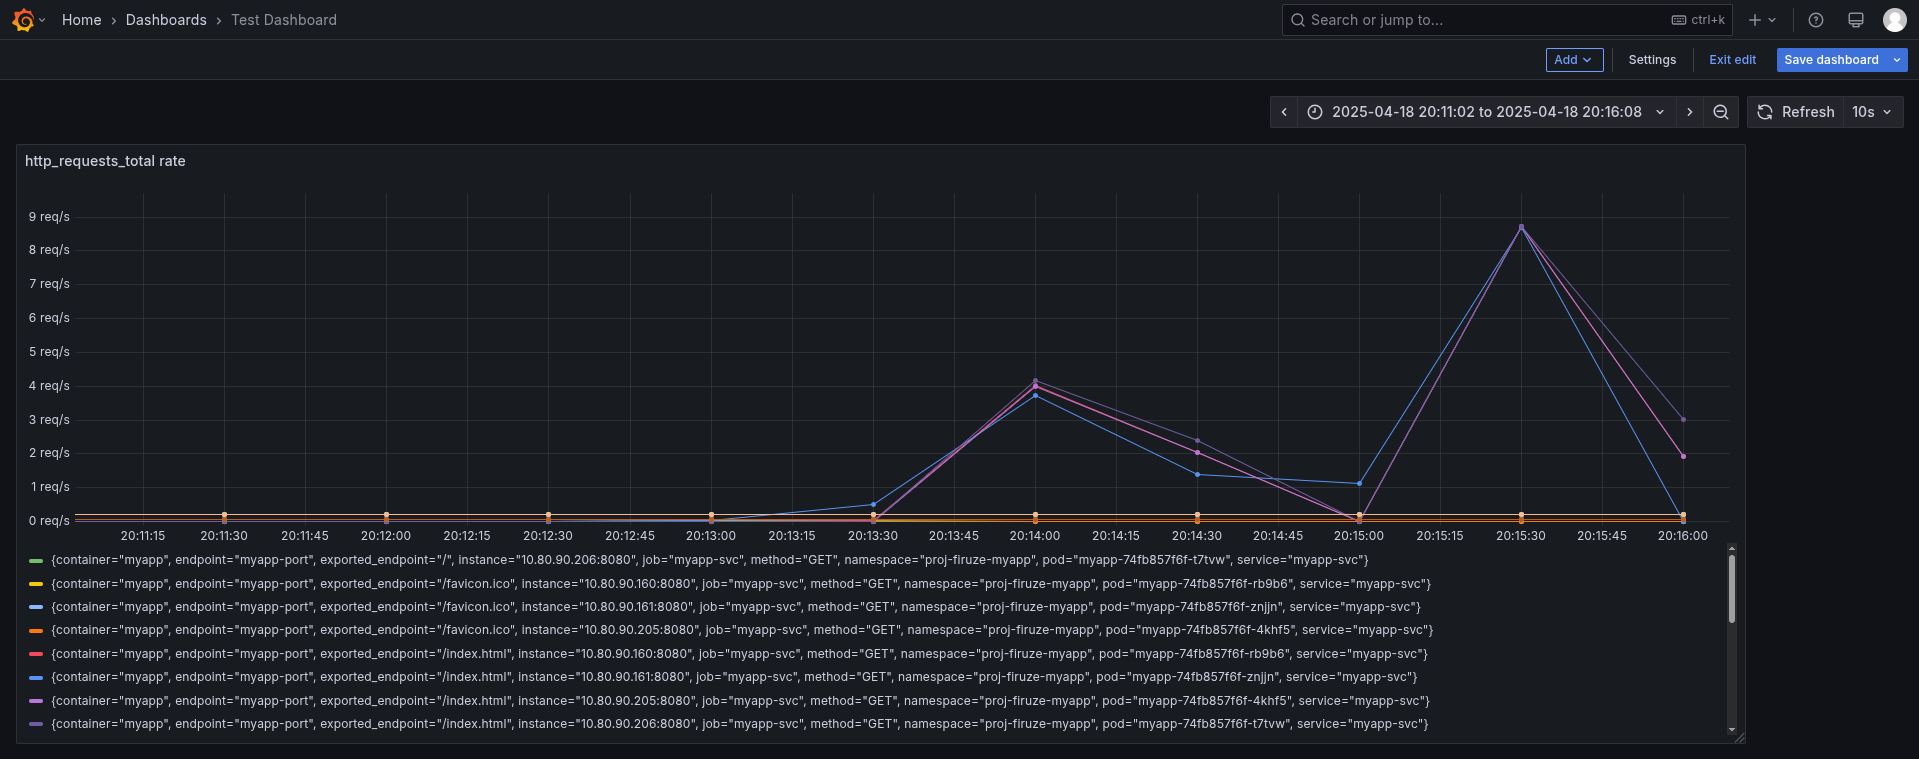 Home › Dashboards › Test Dashboard
Search or jump to...
ctrl+k
Add
Settings
Exit edit
Save dashboard
2025-04-18 20:11:02 to 2025-04-18 20:16:08
Refresh
10s
http_requests_total rate
9 req/s
8 req/s
7 req/s
6 req/s
5 req/s
4 req/s
3 req/s
2 req/s
1 req/s
0 req/s
20:11:15 20:11:30 20:11:45 20:12:00 20:12:15 20:12:30 20:12:45 20:13:00 20:13:15 20:13:30 20:13:45 20:14:00 20:14:15 20:14:30 20:14:45 20:15:00 20:15:15 20:15:30 20:15:45 20:16:00
{container="myapp", endpoint="myapp-port", exported_endpoint="/", instance="10.80.90.206:8080", job="myapp-svc", method="GET", namespace="proj-firuze-myapp", pod="myapp-74fb857f6f-t7tvw", service="myapp-svc"}
{container="myapp", endpoint="myapp-port", exported_endpoint="/favicon.ico", instance="10.80.90.160:8080", job="myapp-svc", method="GET", namespace="proj-firuze-myapp", pod="myapp-74fb857f6f-rb9b6", service="myapp-svc"}
{container="myapp", endpoint="myapp-port", exported_endpoint="/favicon.ico", instance="10.80.90.161:8080", job="myapp-svc", method="GET", namespace="proj-firuze-myapp", pod="myapp-74fb857f6f-znjjn", service="myapp-svc"}
{container="myapp", endpoint="myapp-port", exported_endpoint="/favicon.ico", instance="10.80.90.205:8080", job="myapp-svc", method="GET", namespace="proj-firuze-myapp", pod="myapp-74fb857f6f-4khf5", service="myapp-svc"}
{container="myapp", endpoint="myapp-port", exported_endpoint="/index.html", instance="10.80.90.160:8080", job="myapp-svc", method="GET", namespace="proj-firuze-myapp", pod="myapp-74fb857f6f-rb9b6", service="myapp-svc"}
{container="myapp", endpoint="myapp-port", exported_endpoint="/index.html", instance="10.80.90.161:8080", job="myapp-svc", method="GET", namespace="proj-firuze-myapp", pod="myapp-74fb857f6f-znjjn", service="myapp-svc"}
{container="myapp", endpoint="myapp-port", exported_endpoint="/index.html", instance="10.80.90.205:8080", job="myapp-svc", method="GET", namespace="proj-firuze-myapp", pod="myapp-74fb857f6f-4khf5", service="myapp-svc"}
{container="myapp", endpoint="myapp-port", exported_endpoint="/index.html", instance="10.80.90.206:8080", job="myapp-svc", method="GET", namespace="proj-firuze-myapp", pod="myapp-74fb857f6f-t7tvw", service="myapp-svc"}